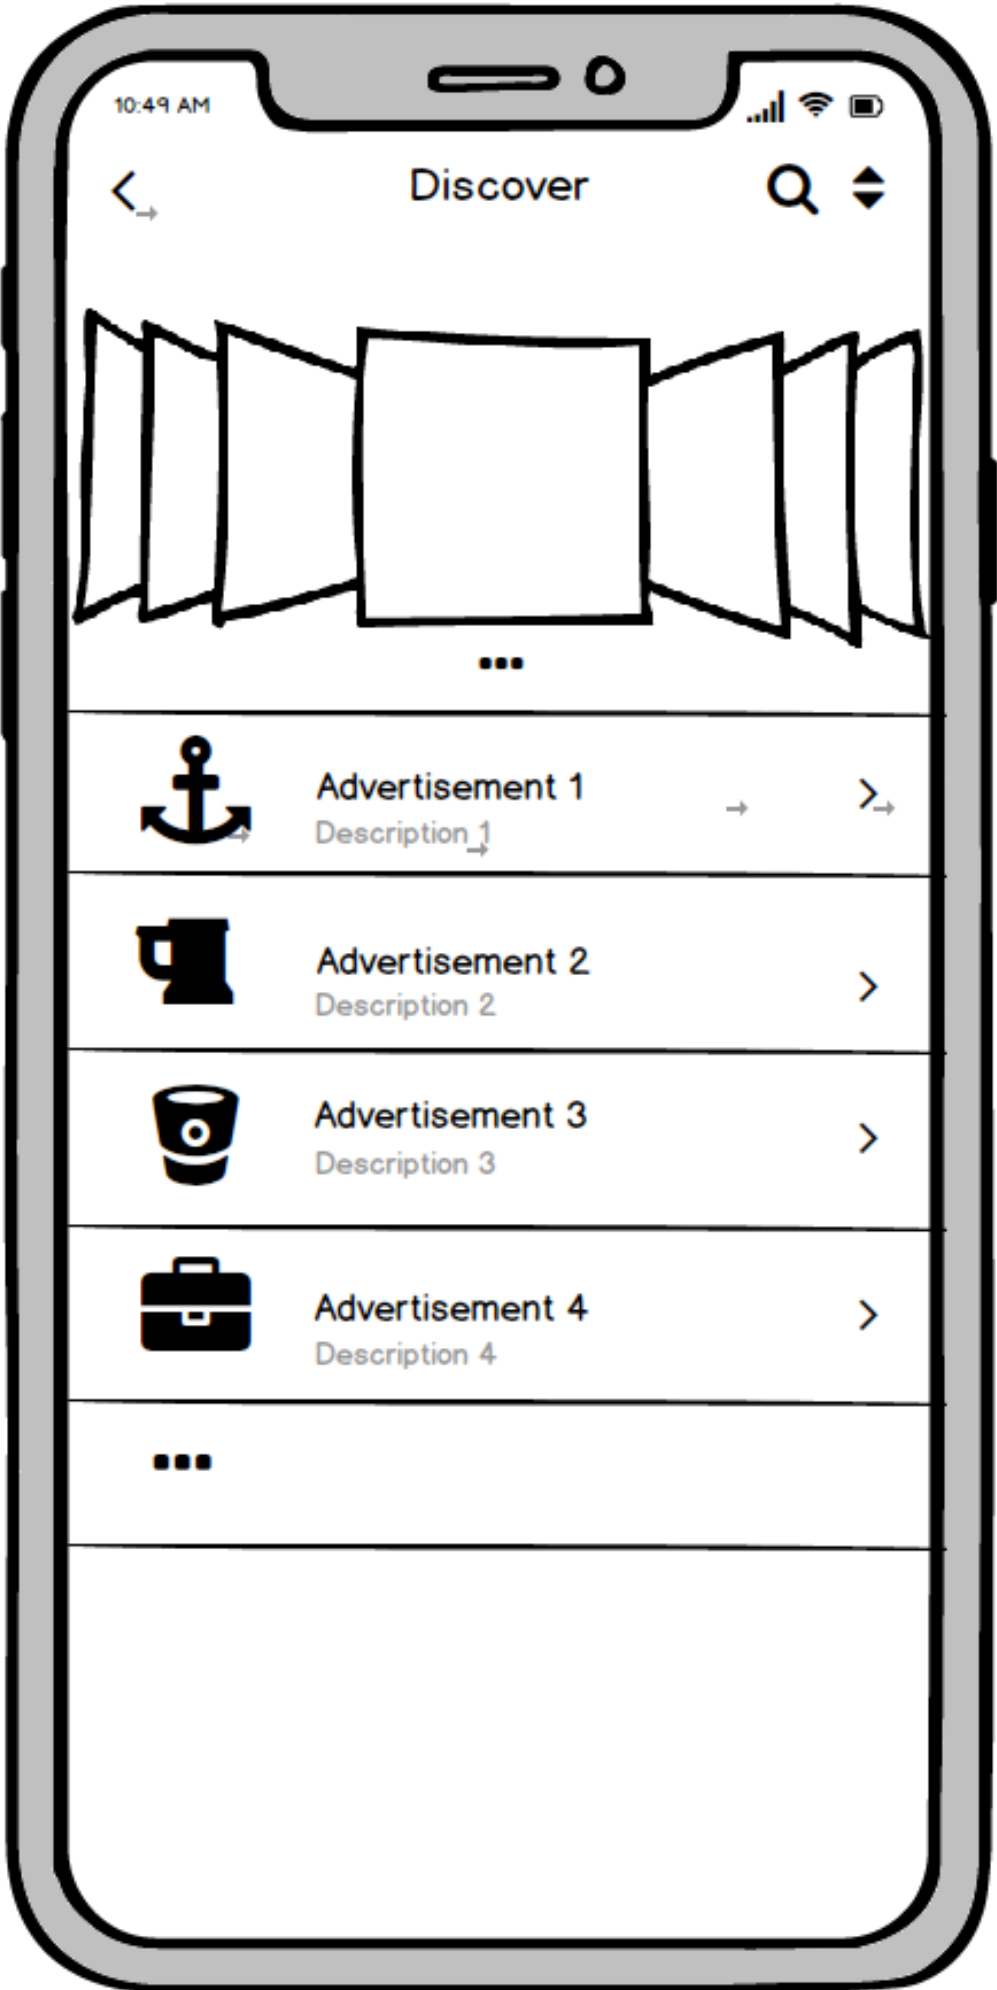 10:49 AM
Discover
Advertisement 1
Description 1
Advertisement 2
Description 2
Advertisement 3
Description 3
Advertisement 4
Description 4